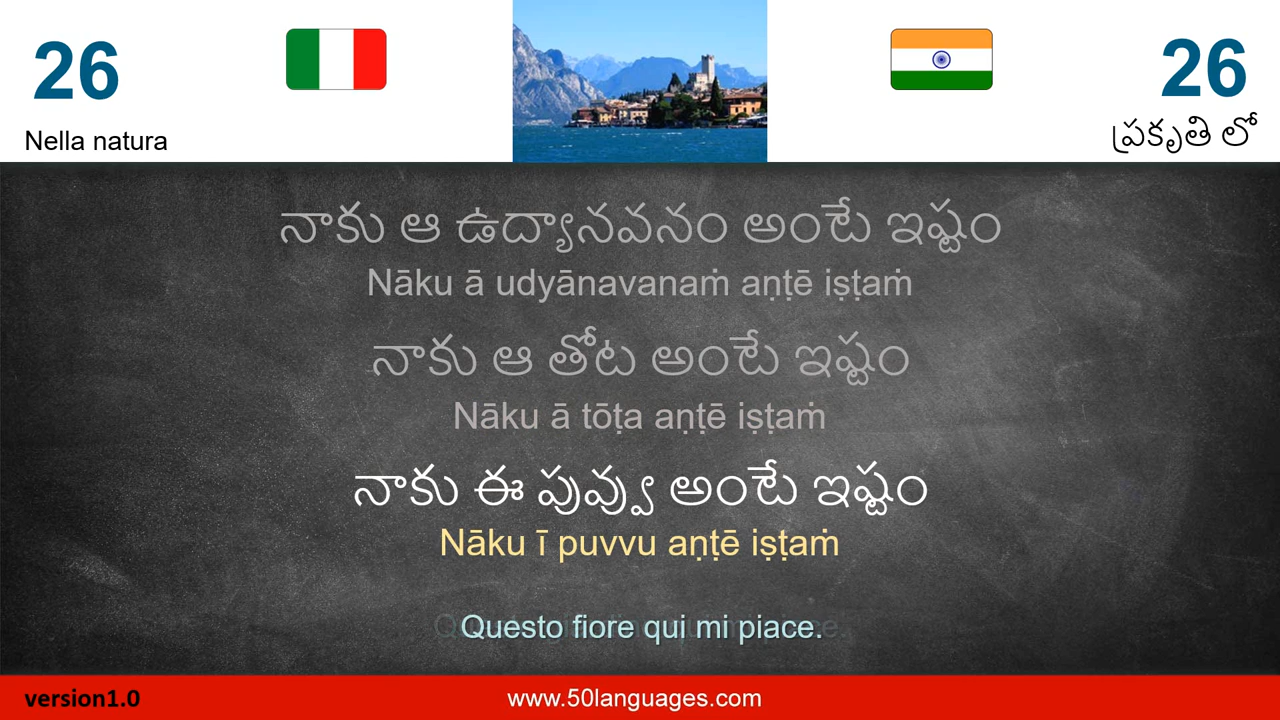 26
26
Nella natura
ప్రకృతి లో
నాకు ఆ ఉద్యానవనం అంటే ఇష్టం
Nāku ā udyānavanaṁ aṇṭē iṣṭaṁ
నాకు ఆ తోట అంటే ఇష్టం
Nāku ā tōṭa aṇṭē iṣṭaṁ
నాకు ఈ పువ్వు అంటే ఇష్టం
Nāku ī puvvu aṇṭē iṣṭaṁ
Questo fiore qui mi piace.
version1.0
www.50languages.com